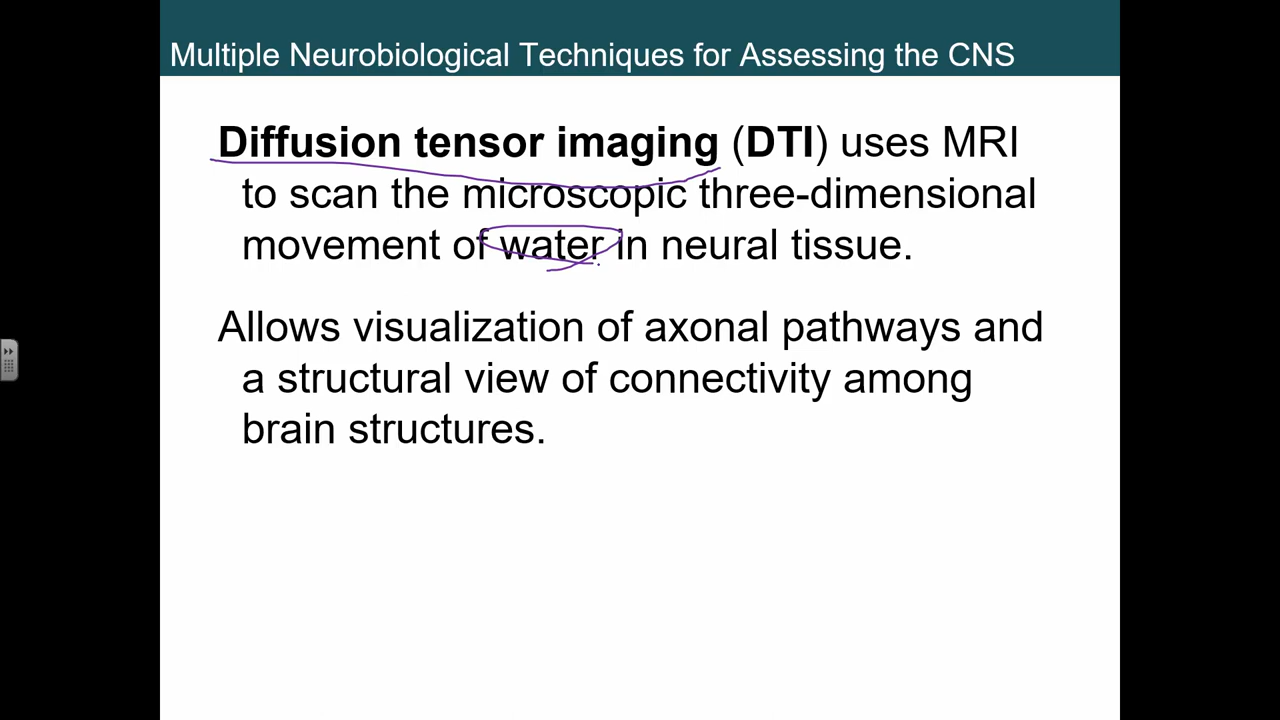 Multiple Neurobiological Techniques for Assessing the CNS
Diffusion tensor imaging (DTI) uses MRI
to scan the microscopic three-dimensional
movement of water in neural tissue.
Allows visualization of axonal pathways and
a structural view of connectivity among
brain structures.